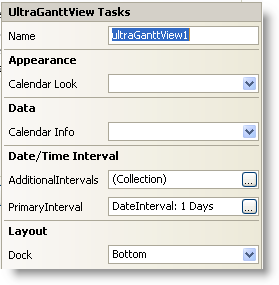 UltraGanttView Tasks
Name ultraGanttView1
Appearance
Calendar Look
Data
Calendar Info
Date/Time Interval
AdditionalIntervals (Collection) ...
PrimaryInterval DateInterval: 1 Days ...
Layout
Dock Bottom